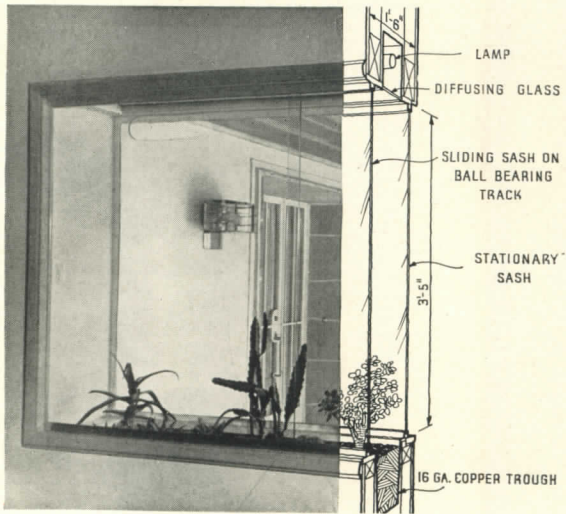 1'-6"
LAMP
DIFFUSING GLASS
SLIDING SASH ON
BALL BEARING
TRACK
STATIONARY
SASH
3'-5"
16 GA. COPPER TROUGH